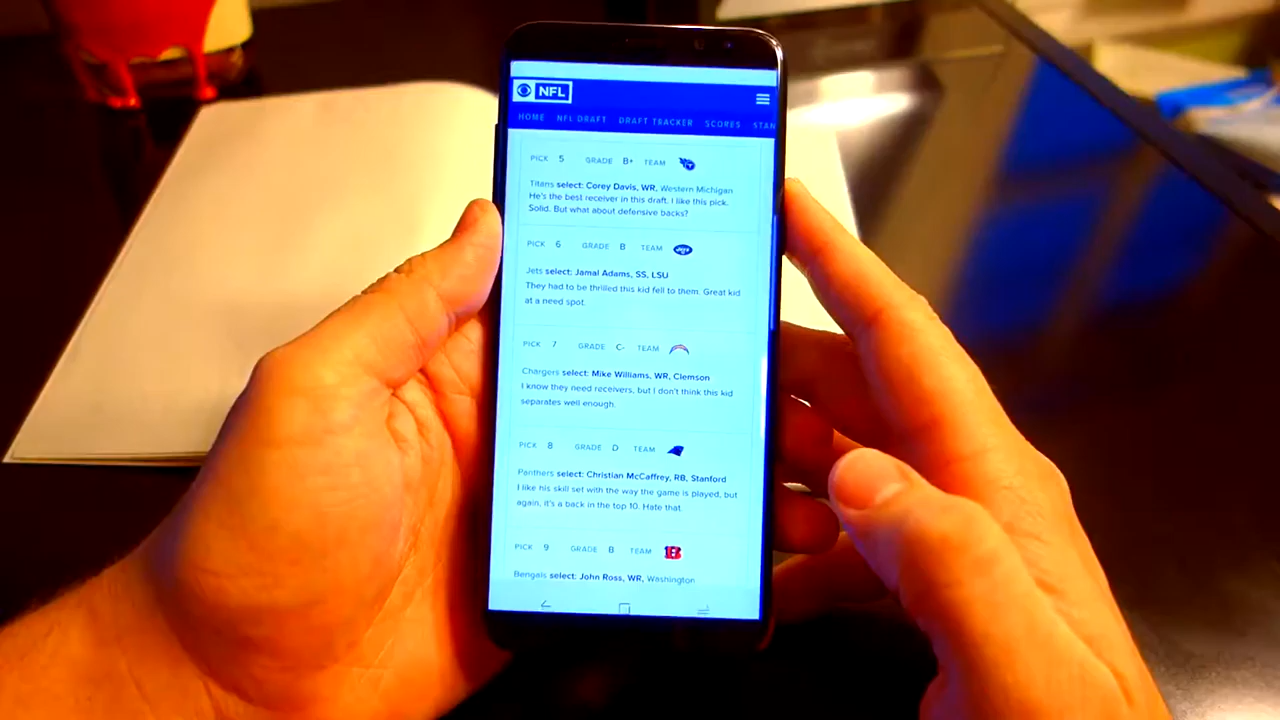 NFL
HOME NFL DRAFT DRAFT TRACKER SCORES STAN
PICK 5 GRADE B+ TEAM
Titans select: Corey Davis, WR, Western Michigan
He's the best receiver in this draft. I like this pick.
Solid. But what about defensive backs?
PICK 6 GRADE B TEAM JETS
Jets select: Jamal Adams, SS, LSU
They had to be thrilled this kid fell to them. Great kid
at a need spot.
PICK 7 GRADE C- TEAM
Chargers select: Mike Williams, WR, Clemson
I know they need receivers, but I don't think this kid
separates well enough.
PICK 8 GRADE D TEAM
Panthers select: Christian McCaffrey, RB, Stanford
I like his skill set with the way the game is played, but
again, it's a back in the top 10. Hate that.
PICK 9 GRADE B TEAM B
Bengals select: John Ross, WR, Washington